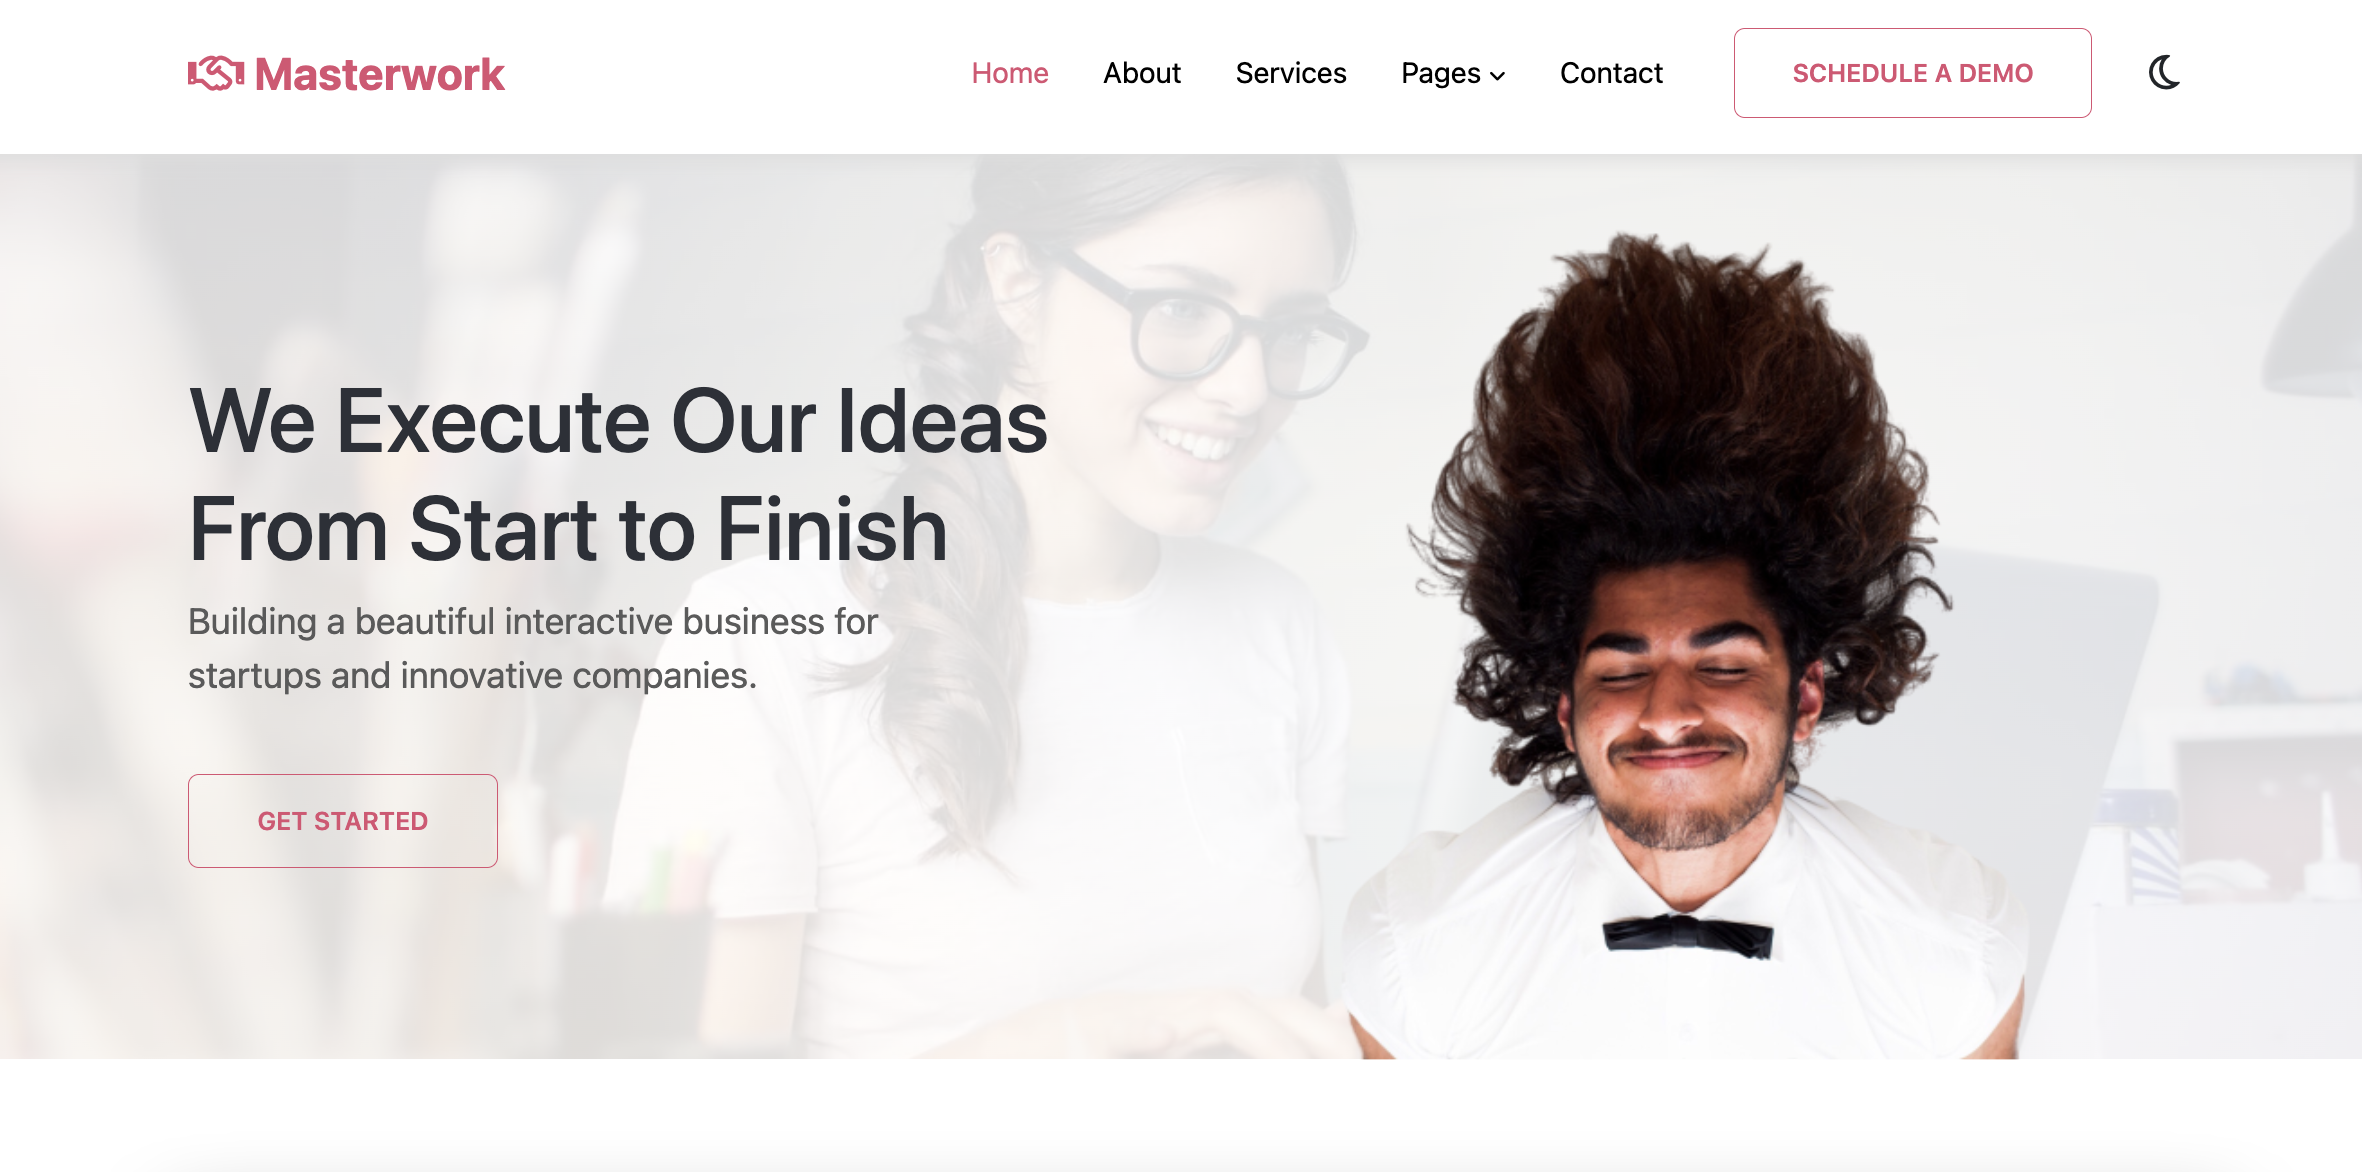 Masterwork
Home
About
Services
Pages
Contact
SCHEDULE A DEMO
We Execute Our Ideas
From Start to Finish
Building a beautiful interactive business for
startups and innovative companies.
GET STARTED